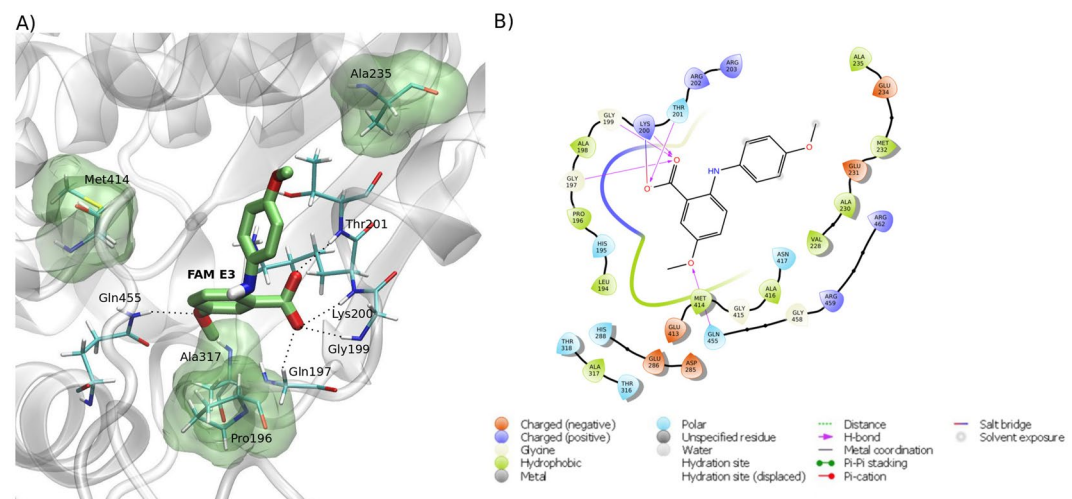 A)
Ala235
Met414
Thr201
FAM E3
Gln455
Lys200
Gly199
Ala317
Gln197
Pro196
B)
ARG
203
ARG
202
THR
201
LYS
200
GLY
199
ALA
198
GLY
197
PRO
196
HIS
195
LEU
194
ALA
235
GLU
234
MET
232
GLU
231
ALA
230
VAL
228
ARG
462
ASN
417
ALA
416
GLY
415
MET
414
GLU
413
GLN
455
GLY
458
ARG
459
HIS
288
GLU
286
ASP
285
THR
318
ALA
317
THR
316
O
O
HN
O
O
Charged (negative)
Charged (positive)
Glycine
Hydrophobic
Metal
Polar
Unspecified residue
Water
Hydration site
Hydration site (displaced)
Distance
H-bond
Metal coordination
Pi-Pi stacking
Pi-cation
Salt bridge
Solvent exposure